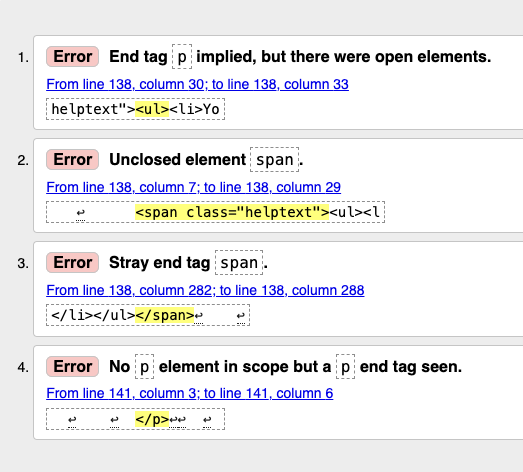 1. Error End tag p implied, but there were open elements.
From line 138, column 30; to line 138, column 33
helptext"><ul><li>Yo
2. Error Unclosed element span.
From line 138, column 7; to line 138, column 29
↩ <span class="helptext"><ul><l
3. Error Stray end tag span.
From line 138, column 282; to line 138, column 288
</li></ul></span>↩ ↩
4. Error No p element in scope but a p end tag seen.
From line 141, column 3; to line 141, column 6
↩ ↩ </p>↩↩ ↩